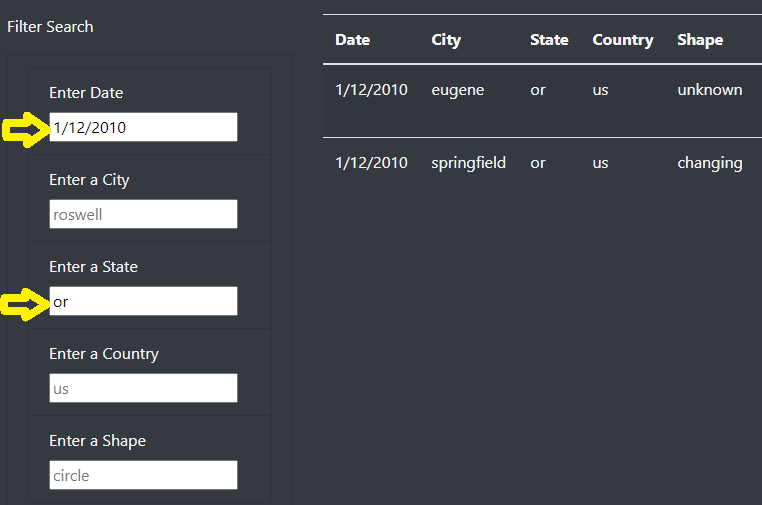 Filter Search
Enter Date
1/12/2010
Enter a City
roswell
Enter a State
or
Enter a Country
us
Enter a Shape
circle
Date City State Country Shape
1/12/2010 eugene or us unknown
1/12/2010 springfield or us changing